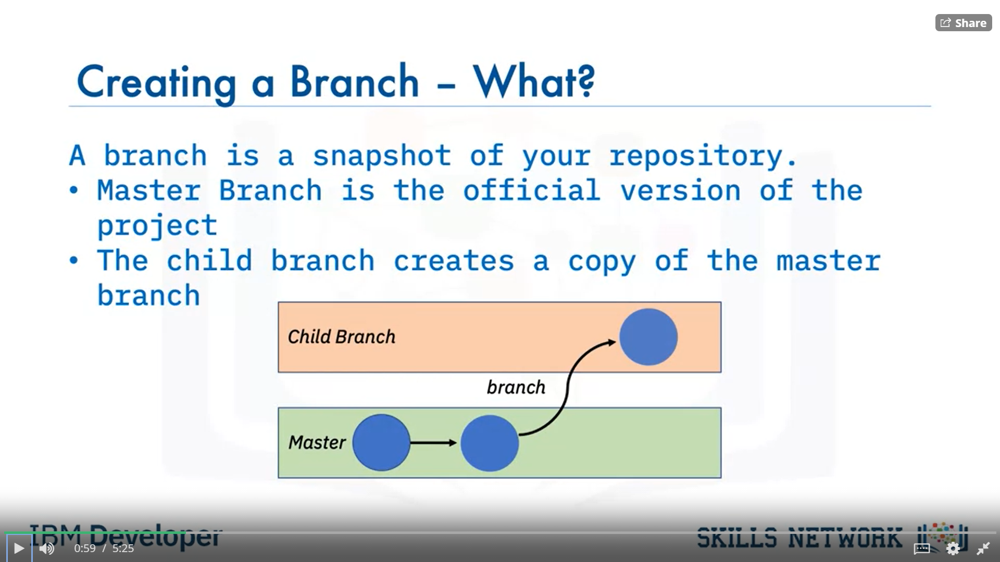 Share
Creating a Branch – What?
A branch is a snapshot of your repository.
• Master Branch is the official version of the
project
• The child branch creates a copy of the master
branch
Child Branch
branch
Master
IBM Developer
SKILLS NETWORK
0:59 / 5:25